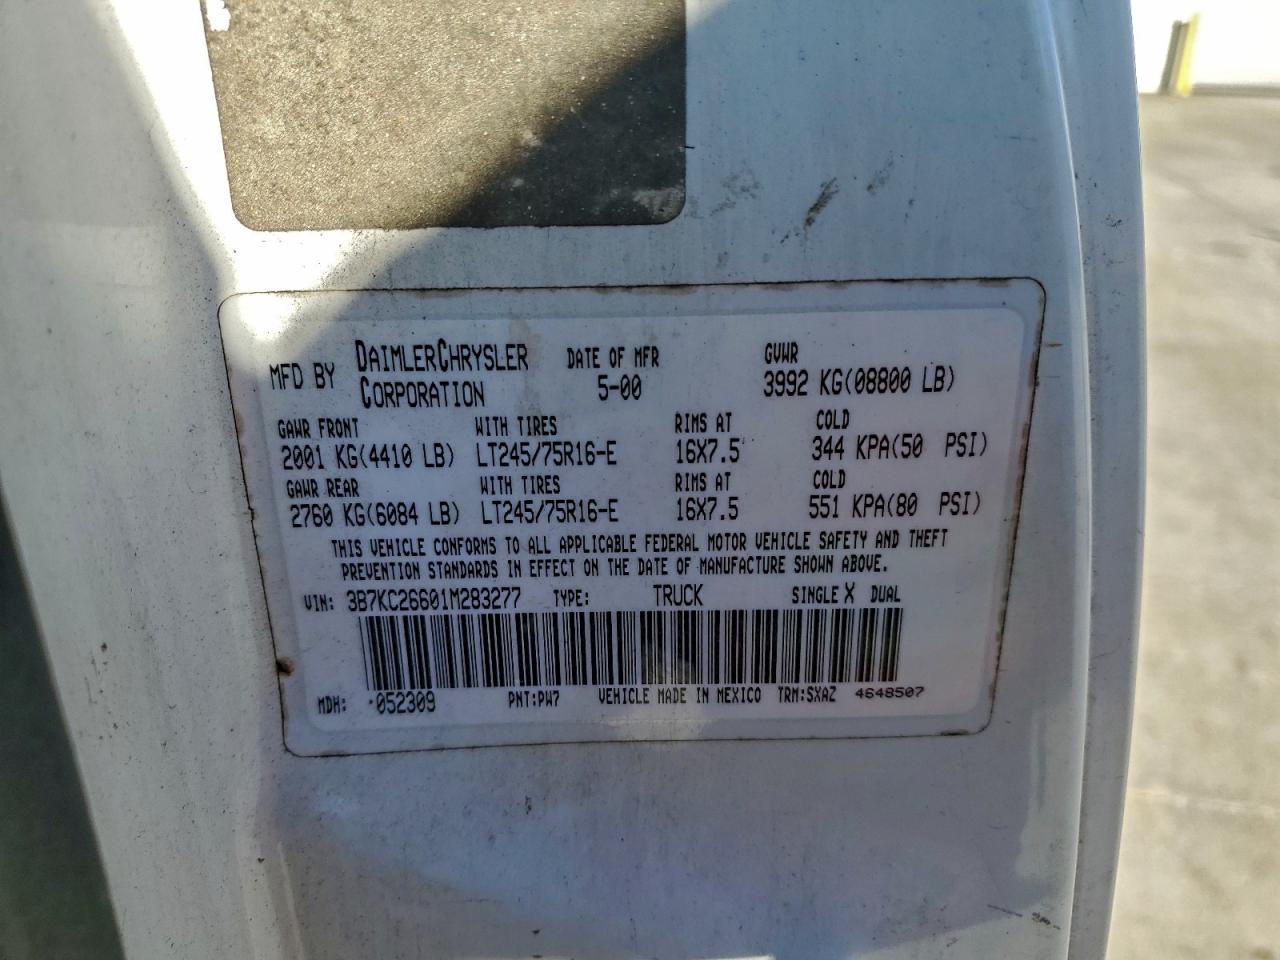 MFD BY DAIMLERCHRYSLER CORPORATION DATE OF MFR 5-00 GVWR 3992 KG(08800 LB)
GAWR FRONT WITH TIRES RIMS AT COLD
2001 KG(4410 LB) LT245/75R16-E 16X7.5 344 KPA(50 PSI)
GAWR REAR WITH TIRES RIMS AT COLD
2760 KG(6084 LB) LT245/75R16-E 16X7.5 551 KPA(80 PSI)
THIS VEHICLE CONFORMS TO ALL APPLICABLE FEDERAL MOTOR VEHICLE SAFETY AND THEFT
PREVENTION STANDARDS IN EFFECT ON THE DATE OF MANUFACTURE SHOWN ABOVE.
VIN: 3B7KC26601M283277 TYPE: TRUCK SINGLE X DUAL
MDH: 052309 PNT:PW7 VEHICLE MADE IN MEXICO TRM:SXAZ 4648507